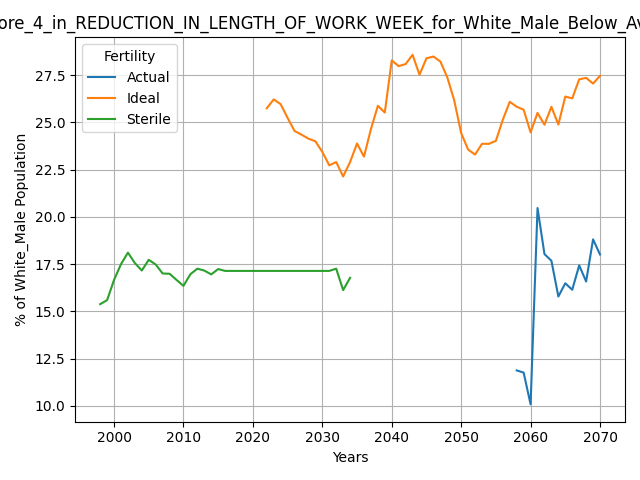 ore_4_in_REDUCTION_IN_LENGTH_OF_WORK_WEEK_for_White_Male_Below_Av
Fertility
Actual
Ideal
Sterile
% of White_Male Population
27.5
25.0
22.5
20.0
17.5
15.0
12.5
10.0
2000 2010 2020 2030 2040 2050 2060 2070
Years